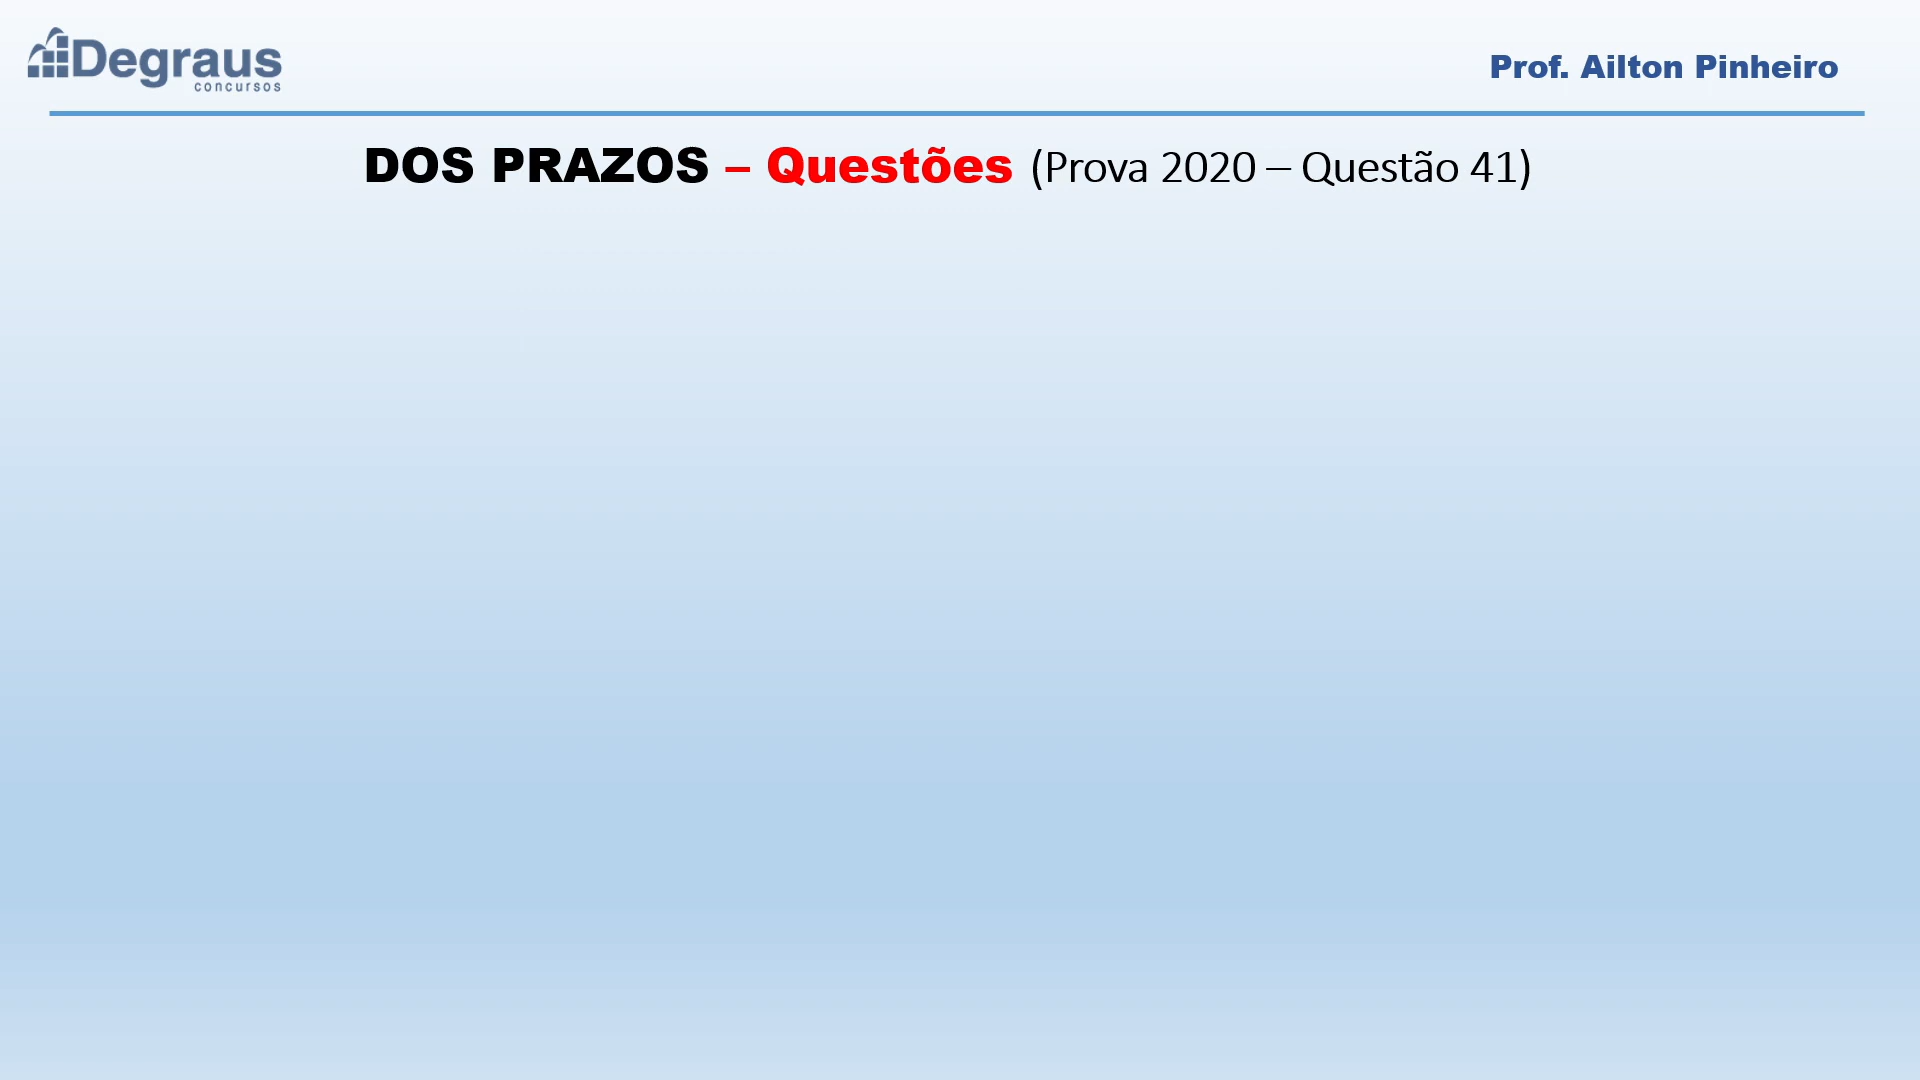 Degraus
concursos
Prof. Ailton Pinheiro
DOS PRAZOS – Questões (Prova 2020 – Questão 41)